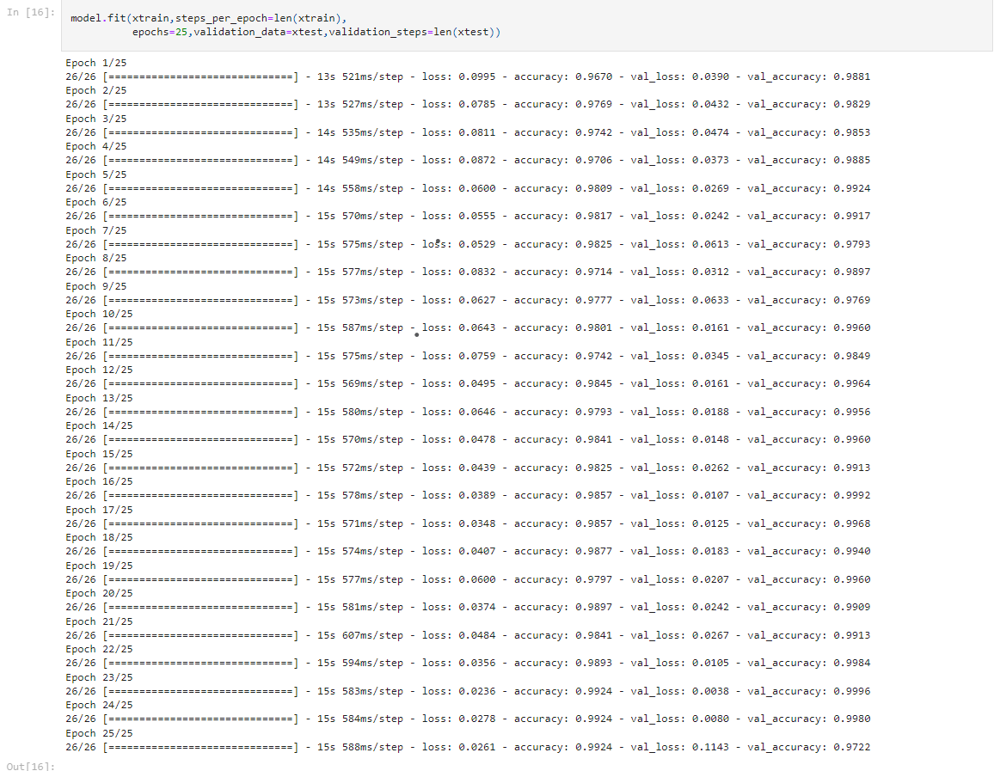 In [16]:
model.fit(xtrain,steps_per_epoch=len(xtrain),
epochs=25,validation_data=xtest,validation_steps=len(xtest))
Epoch 1/25
26/26 [==============================] - 13s 521ms/step - loss: 0.0995 - accuracy: 0.9670 - val_loss: 0.0390 - val_accuracy: 0.9881
Epoch 2/25
26/26 [==============================] - 13s 527ms/step - loss: 0.0785 - accuracy: 0.9769 - val_loss: 0.0432 - val_accuracy: 0.9829
Epoch 3/25
26/26 [==============================] - 14s 535ms/step - loss: 0.0811 - accuracy: 0.9742 - val_loss: 0.0474 - val_accuracy: 0.9853
Epoch 4/25
26/26 [==============================] - 14s 549ms/step - loss: 0.0872 - accuracy: 0.9706 - val_loss: 0.0373 - val_accuracy: 0.9885
Epoch 5/25
26/26 [==============================] - 14s 558ms/step - loss: 0.0600 - accuracy: 0.9809 - val_loss: 0.0269 - val_accuracy: 0.9924
Epoch 6/25
26/26 [==============================] - 15s 570ms/step - loss: 0.0555 - accuracy: 0.9817 - val_loss: 0.0242 - val_accuracy: 0.9917
Epoch 7/25
26/26 [==============================] - 15s 575ms/step - loss: 0.0529 - accuracy: 0.9825 - val_loss: 0.0613 - val_accuracy: 0.9793
Epoch 8/25
26/26 [==============================] - 15s 577ms/step - loss: 0.0832 - accuracy: 0.9714 - val_loss: 0.0312 - val_accuracy: 0.9897
Epoch 9/25
26/26 [==============================] - 15s 573ms/step - loss: 0.0627 - accuracy: 0.9777 - val_loss: 0.0633 - val_accuracy: 0.9769
Epoch 10/25
26/26 [==============================] - 15s 587ms/step - loss: 0.0643 - accuracy: 0.9801 - val_loss: 0.0161 - val_accuracy: 0.9960
Epoch 11/25
26/26 [==============================] - 15s 575ms/step - loss: 0.0759 - accuracy: 0.9742 - val_loss: 0.0345 - val_accuracy: 0.9849
Epoch 12/25
26/26 [==============================] - 15s 569ms/step - loss: 0.0495 - accuracy: 0.9845 - val_loss: 0.0161 - val_accuracy: 0.9964
Epoch 13/25
26/26 [==============================] - 15s 580ms/step - loss: 0.0646 - accuracy: 0.9793 - val_loss: 0.0188 - val_accuracy: 0.9956
Epoch 14/25
26/26 [==============================] - 15s 570ms/step - loss: 0.0478 - accuracy: 0.9841 - val_loss: 0.0148 - val_accuracy: 0.9960
Epoch 15/25
26/26 [==============================] - 15s 572ms/step - loss: 0.0439 - accuracy: 0.9825 - val_loss: 0.0262 - val_accuracy: 0.9913
Epoch 16/25
26/26 [==============================] - 15s 578ms/step - loss: 0.0389 - accuracy: 0.9857 - val_loss: 0.0107 - val_accuracy: 0.9992
Epoch 17/25
26/26 [==============================] - 15s 571ms/step - loss: 0.0348 - accuracy: 0.9857 - val_loss: 0.0125 - val_accuracy: 0.9968
Epoch 18/25
26/26 [==============================] - 15s 574ms/step - loss: 0.0407 - accuracy: 0.9877 - val_loss: 0.0183 - val_accuracy: 0.9940
Epoch 19/25
26/26 [==============================] - 15s 577ms/step - loss: 0.0600 - accuracy: 0.9797 - val_loss: 0.0207 - val_accuracy: 0.9960
Epoch 20/25
26/26 [==============================] - 15s 581ms/step - loss: 0.0374 - accuracy: 0.9897 - val_loss: 0.0242 - val_accuracy: 0.9909
Epoch 21/25
26/26 [==============================] - 15s 607ms/step - loss: 0.0484 - accuracy: 0.9841 - val_loss: 0.0267 - val_accuracy: 0.9913
Epoch 22/25
26/26 [==============================] - 15s 594ms/step - loss: 0.0356 - accuracy: 0.9893 - val_loss: 0.0105 - val_accuracy: 0.9984
Epoch 23/25
26/26 [==============================] - 15s 583ms/step - loss: 0.0236 - accuracy: 0.9924 - val_loss: 0.0038 - val_accuracy: 0.9996
Epoch 24/25
26/26 [==============================] - 15s 584ms/step - loss: 0.0278 - accuracy: 0.9924 - val_loss: 0.0080 - val_accuracy: 0.9980
Epoch 25/25
26/26 [==============================] - 15s 588ms/step - loss: 0.0261 - accuracy: 0.9924 - val_loss: 0.1143 - val_accuracy: 0.9722
Out[16]: